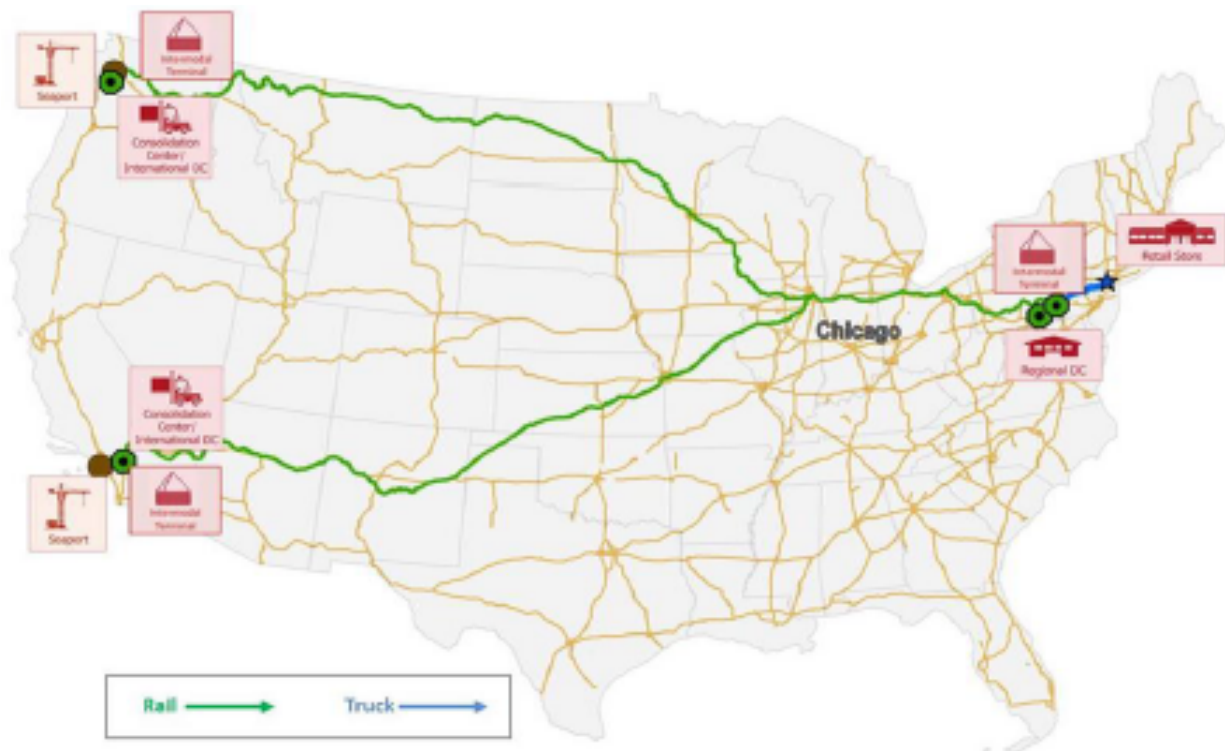 Intermodal
Terminal
Seaport
Consolidation
Center/
International DC
Retail Store
Intermodal
Terminal
Chicago
Regional DC
Consolidation
Center/
International DC
Intermodal
Terminal
Seaport
Rail
Truck